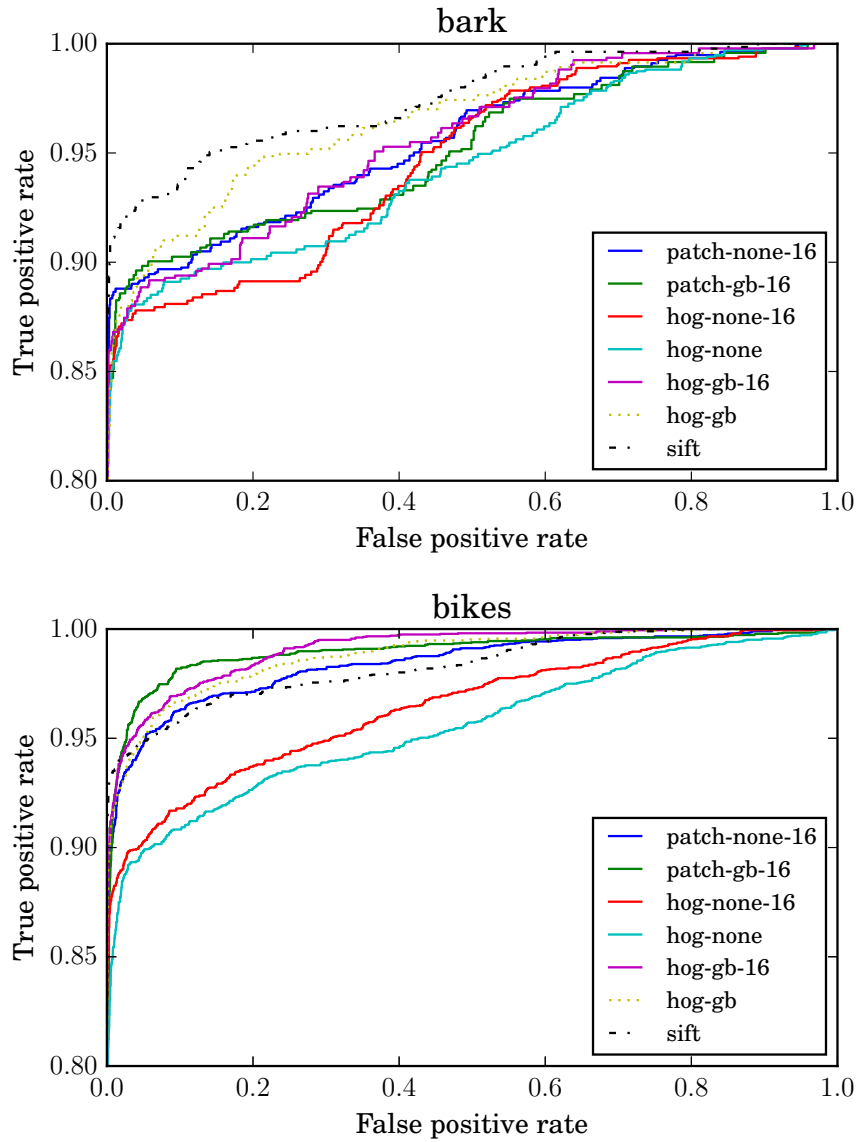 bark
1.00
0.95
0.90
0.85
0.80
True positive rate
patch-none-16
patch-gb-16
hog-none-16
hog-none
hog-gb-16
hog-gb
sift
0.0 0.2 0.4 0.6 0.8 1.0
False positive rate
bikes
1.00
0.95
0.90
0.85
0.80
True positive rate
patch-none-16
patch-gb-16
hog-none-16
hog-none
hog-gb-16
hog-gb
sift
0.0 0.2 0.4 0.6 0.8 1.0
False positive rate